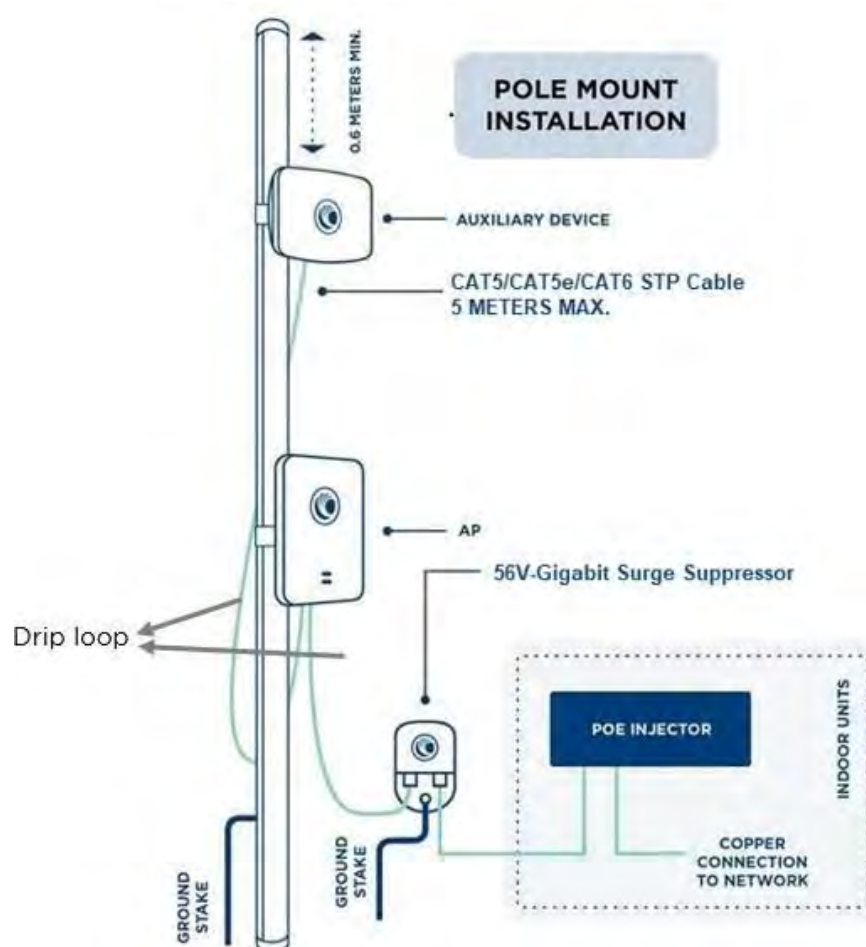 0.6 METERS MIN.
POLE MOUNT
INSTALLATION
AUXILIARY DEVICE
CAT5/CAT5e/CAT6 STP Cable
5 METERS MAX.
AP
56V-Gigabit Surge Suppressor
Drip loop
POE INJECTOR
INDOOR UNITS
COPPER
CONNECTION
TO NETWORK
GROUND
STAKE
GROUND
STAKE